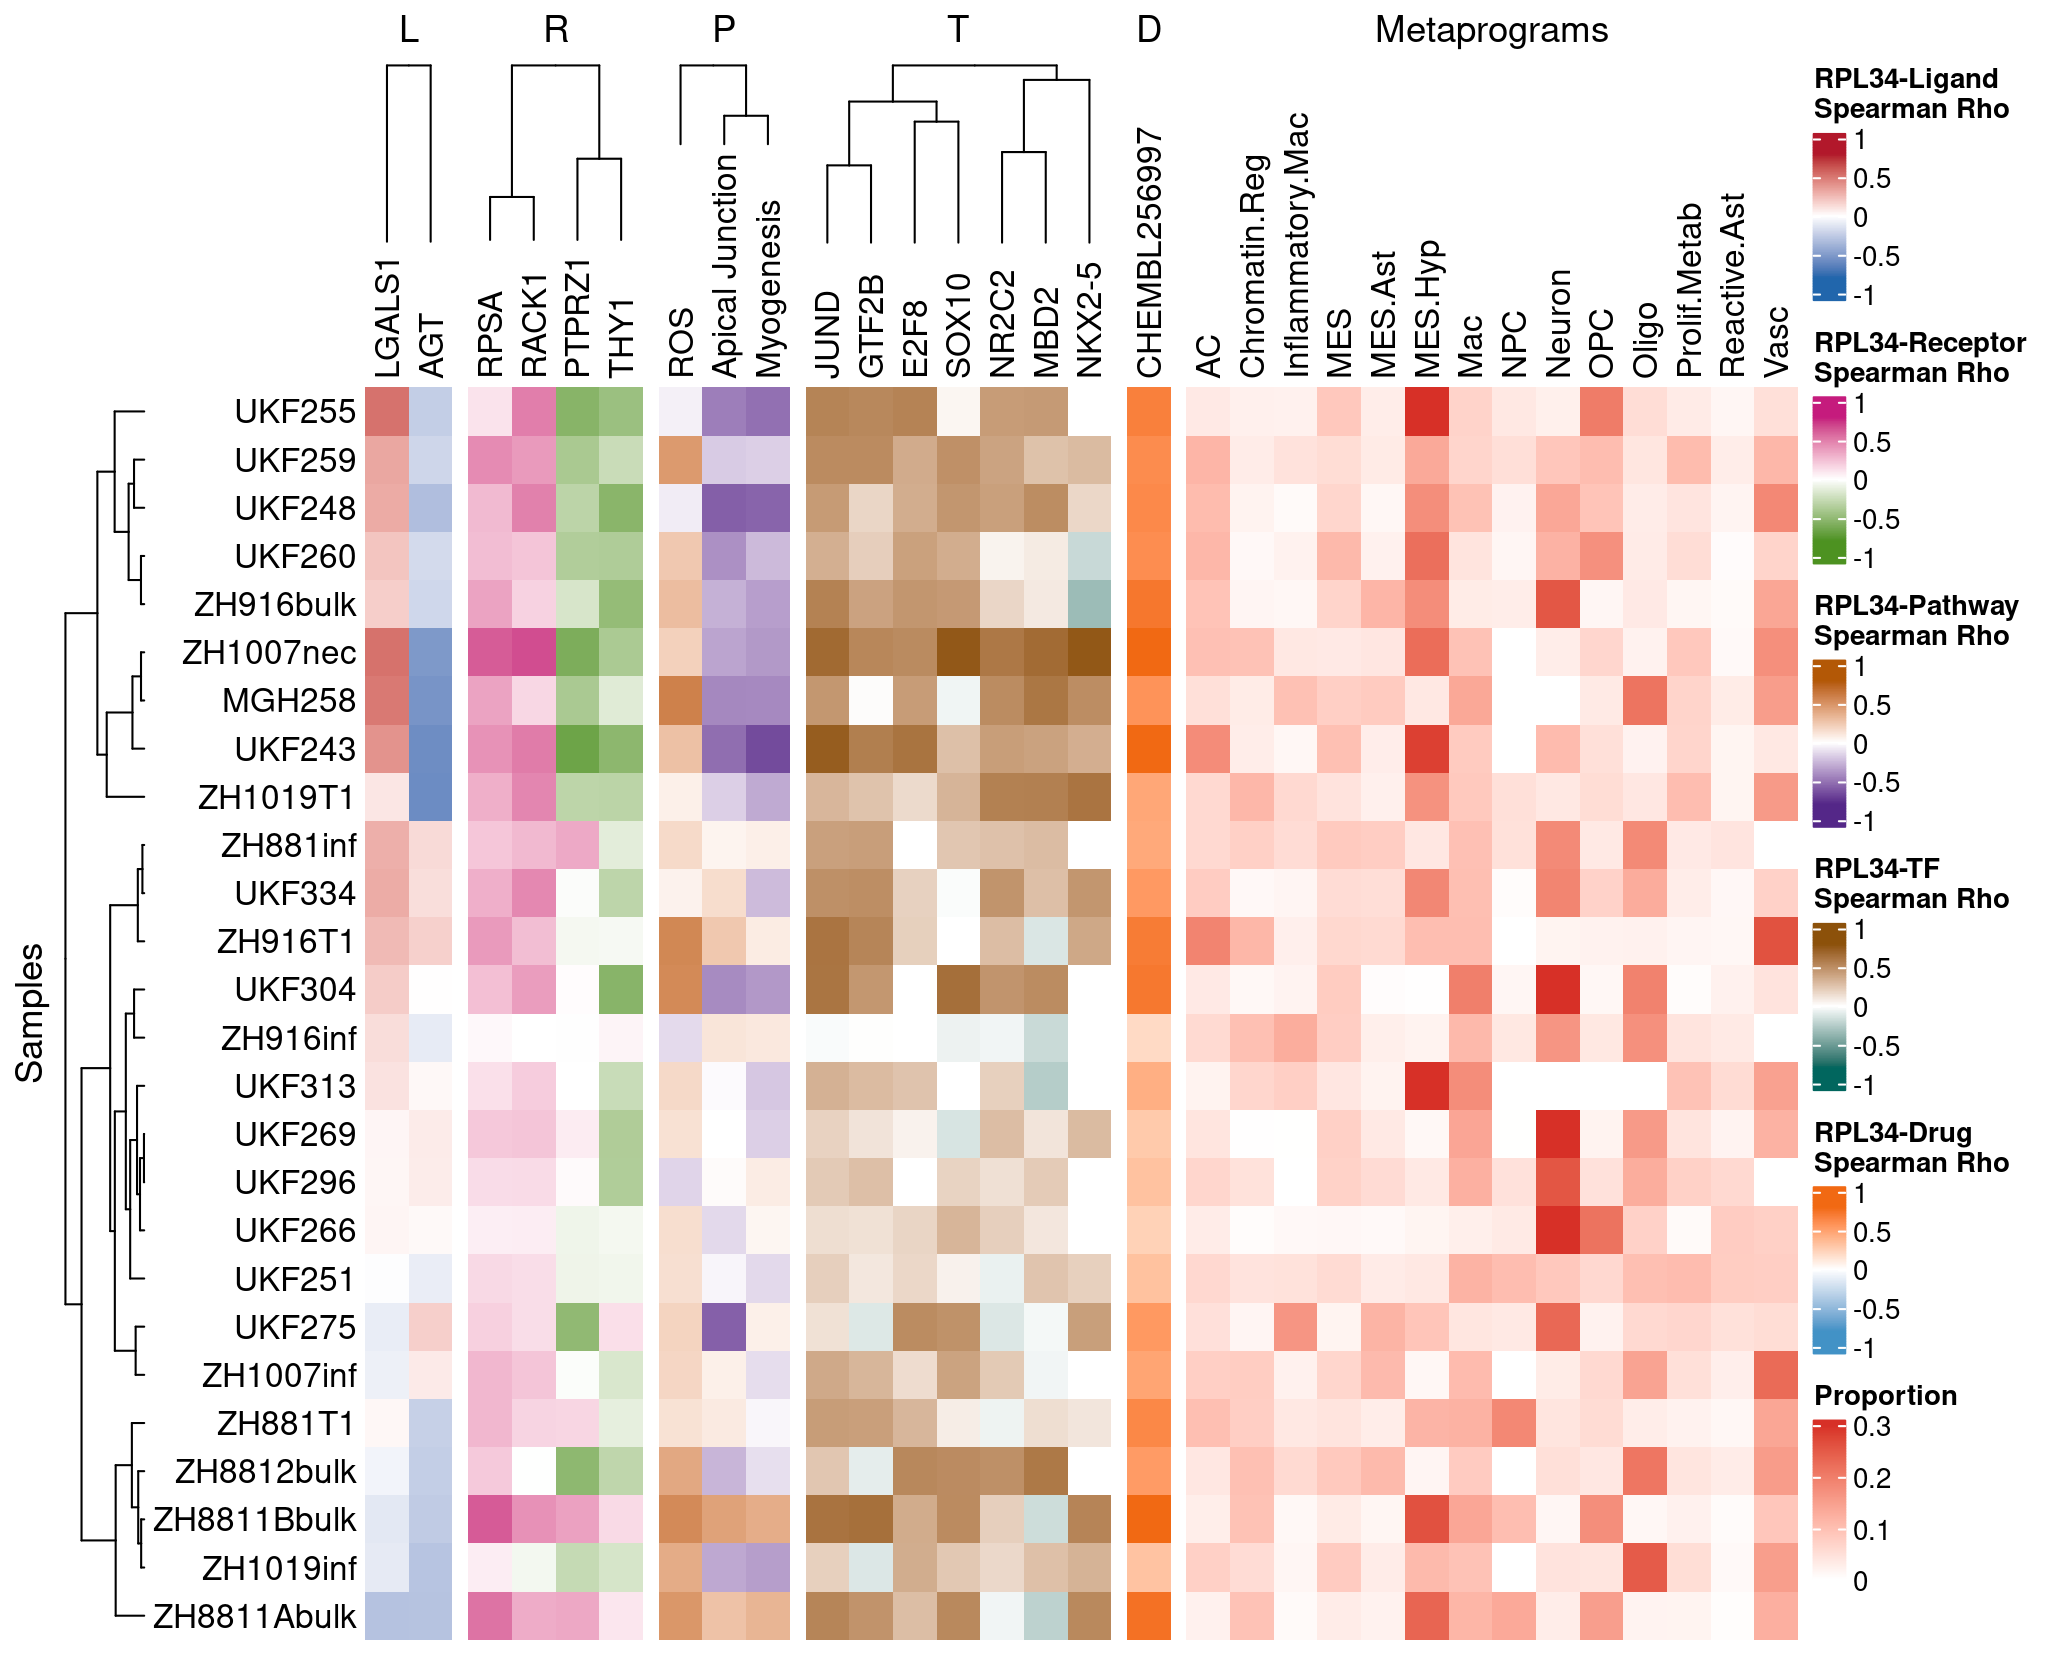 L R P T D Metaprograms
LGALS1
AGT
RPSA
RACK1
PTPRZ1
THY1
ROS
Apical Junction
Myogenesis
JUND
GTF2B
E2F8
SOX10
NR2C2
MBD2
NKX2-5
CHEMBL256997
AC
Chromatin.Reg
Inflammatory.Mac
MES
MES.Ast
MES.Hyp
Mac
NPC
Neuron
OPC
Oligo
Prolif.Metab
Reactive.Ast
Vasc
Samples
UKF255
UKF259
UKF248
UKF260
ZH916bulk
ZH1007nec
MGH258
UKF243
ZH1019T1
ZH881inf
UKF334
ZH916T1
UKF304
ZH916inf
UKF313
UKF269
UKF296
UKF266
UKF251
UKF275
ZH1007inf
ZH881T1
ZH8812bulk
ZH8811Bbulk
ZH1019inf
ZH8811Abulk
RPL34-Ligand
Spearman Rho
1
0.5
0
-0.5
-1
RPL34-Receptor
Spearman Rho
1
0.5
0
-0.5
-1
RPL34-Pathway
Spearman Rho
1
0.5
0
-0.5
-1
RPL34-TF
Spearman Rho
1
0.5
0
-0.5
-1
RPL34-Drug
Spearman Rho
1
0.5
0
-0.5
-1
Proportion
0.3
0.2
0.1
0